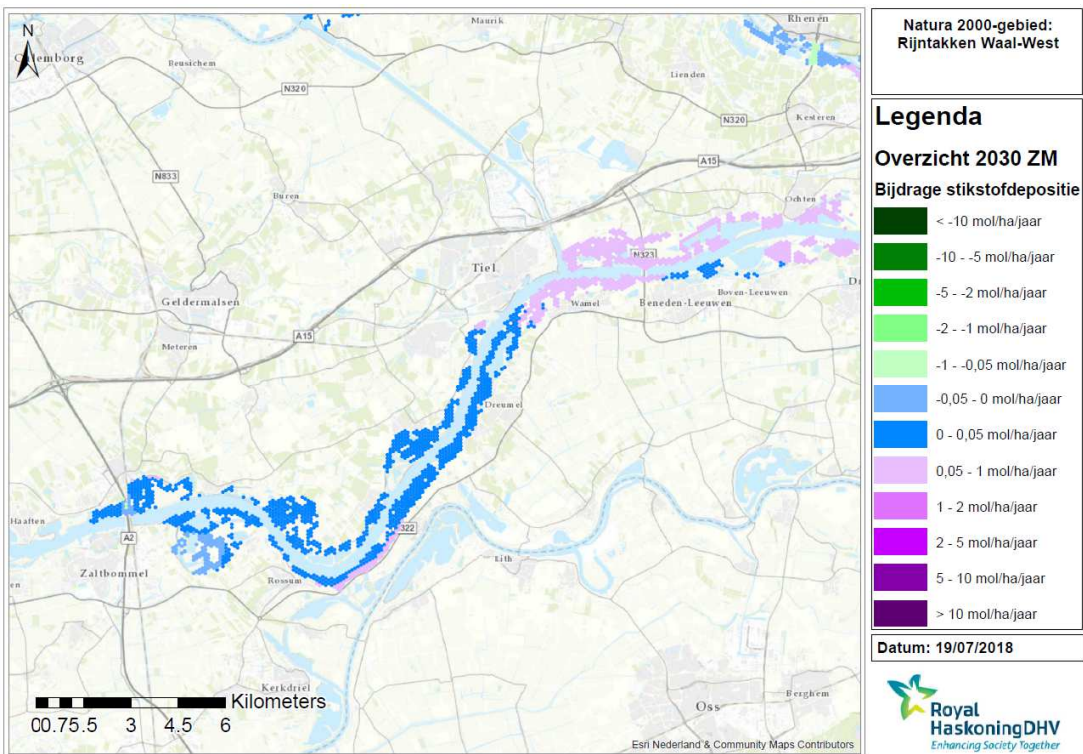 N
Maurik
Rhenen
Beusichem
Lienden
N320
N320
Kesteren
A15
N833
Buren
Ochten
N323
Tiel
Geldermalsen
Wamel
Beneden-Leeuwen
Boven-Leeuwen
A15
Meteren
Dreumel
Haaften
A2
322
Zaltbommel
Rossum
Lith
Kerkdriel
Kilometers
00.75.5 3 4.5 6
Oss
Berghem
Esri Nederland & Community Maps Contributors
Natura 2000-gebied:
Rijntakken Waal-West
Legenda
Overzicht 2030 ZM
Bijdrage stikstofdepositie
< -10 mol/ha/jaar
-10 - -5 mol/ha/jaar
-5 - -2 mol/ha/jaar
-2 - -1 mol/ha/jaar
-1 - -0,05 mol/ha/jaar
-0,05 - 0 mol/ha/jaar
0 - 0,05 mol/ha/jaar
0,05 - 1 mol/ha/jaar
1 - 2 mol/ha/jaar
2 - 5 mol/ha/jaar
5 - 10 mol/ha/jaar
> 10 mol/ha/jaar
Datum: 19/07/2018
Royal
HaskoningDHV
Enhancing Society Together